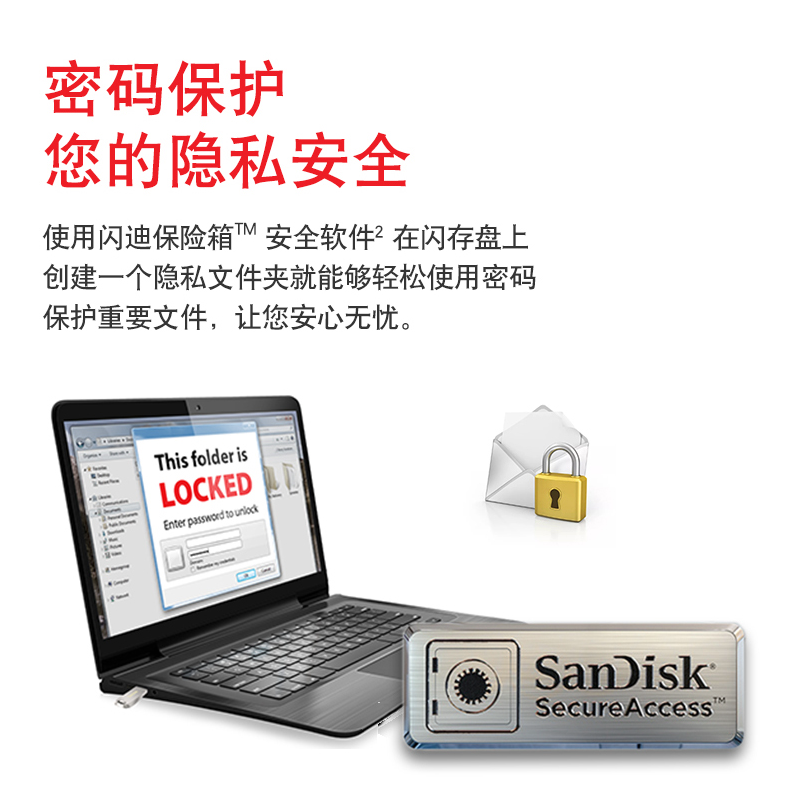 密码保护
您的隐私安全
使用闪迪保险箱™ 安全软件² 在闪存盘上
创建一个隐私文件夹就能够轻松使用密码
保护重要文件，让您安心无忧。
This folder is
LOCKED
Enter password to unlock
SanDisk®
SecureAccess™